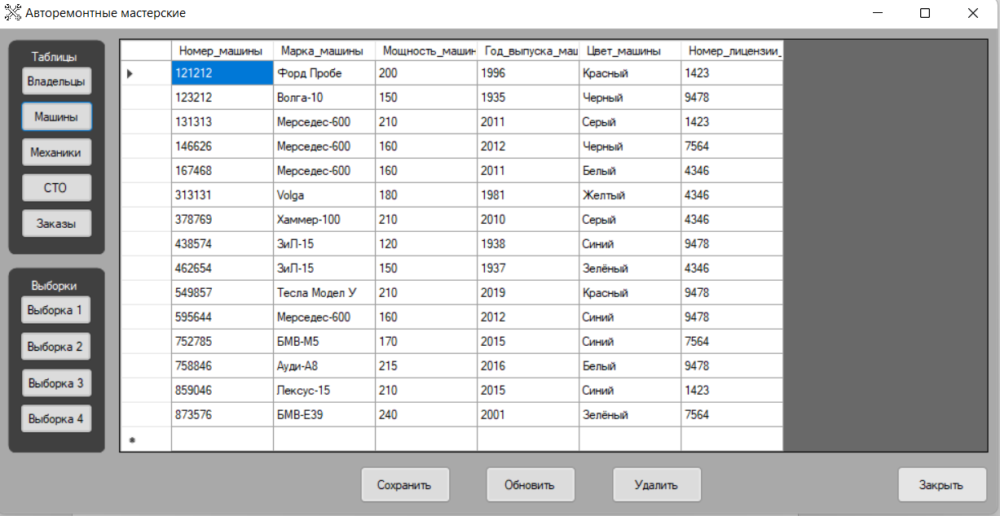 Авторемонтные мастерские
Таблицы
Владельцы
Машины
Механики
СТО
Заказы
Выборки
Выборка 1
Выборка 2
Выборка 3
Выборка 4
Номер_машины Марка_машины Мощность_машин Год_выпуска_маш Цвет_машины Номер_лицензии_
121212 Форд Пробе 200 1996 Красный 1423
123212 Волга-10 150 1935 Черный 9478
131313 Мерседес-600 210 2011 Серый 1423
146626 Мерседес-600 160 2012 Черный 7564
167468 Мерседес-600 160 2011 Белый 4346
313131 Volga 180 1981 Желтый 4346
378769 Хаммер-100 210 2010 Серый 4346
438574 ЗиЛ-15 120 1938 Синий 9478
462654 ЗиЛ-15 150 1937 Зелёный 4346
549857 Тесла Модел У 210 2019 Красный 9478
595644 Мерседес-600 160 2012 Синий 9478
752785 БМВ-М5 170 2015 Синий 7564
758846 Ауди-А8 215 2016 Белый 9478
859046 Лексус-15 210 2015 Синий 1423
873576 БМВ-Е39 240 2001 Зелёный 7564
Сохранить Обновить Удалить Закрыть